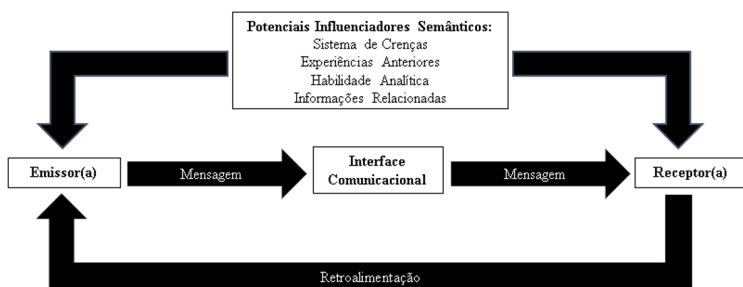 Potenciais Influenciadores Semânticos:
Sistema de Crenças
Experiências Anteriores
Habilidade Analítica
Informações Relacionadas
Emissor(a)
Mensagem
Interface
Comunicacional
Mensagem
Receptor(a)
Retroalimentação